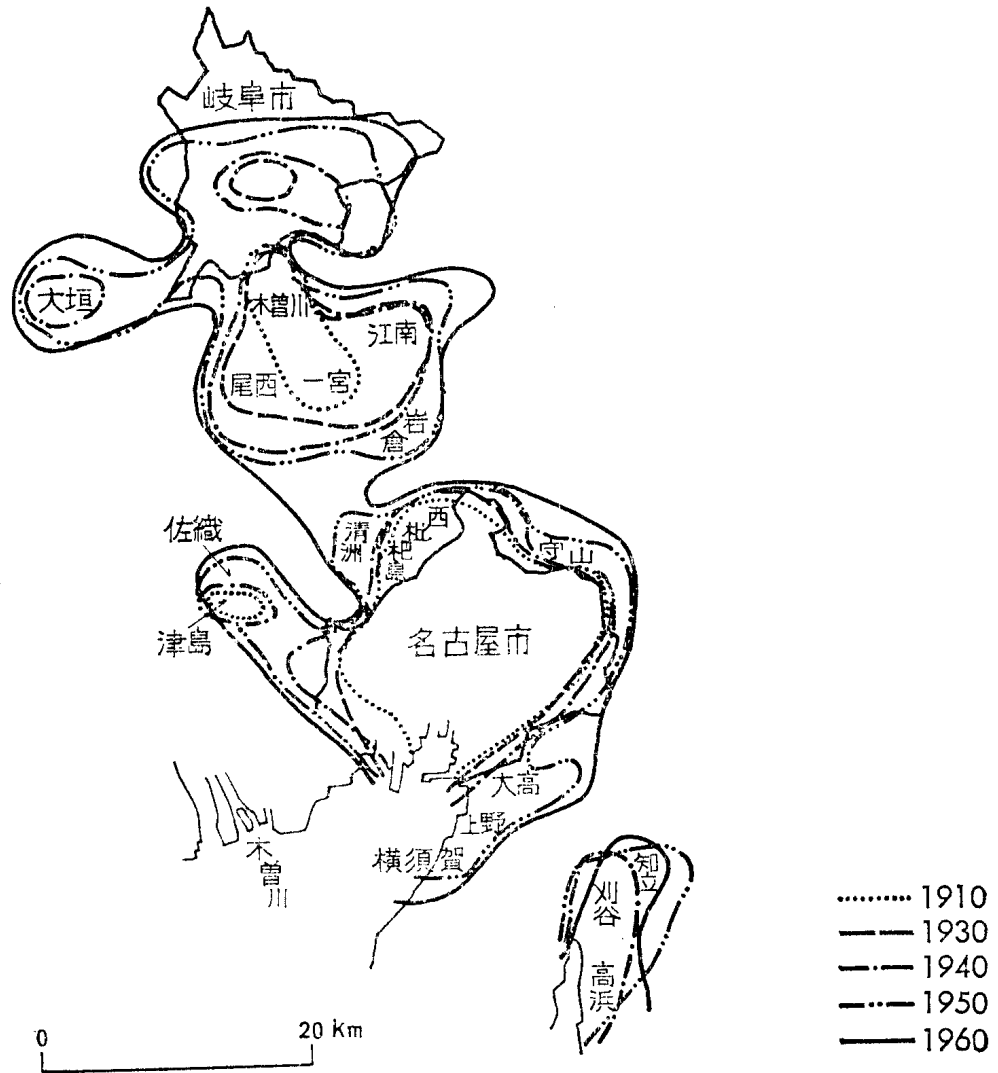 岐阜市
大垣
木曽川
江南
尾西
一宮
岩倉
佐織
清洲
西枇杷島
守山
津島
名古屋市
大高
上野
横須賀
木曽川
知立
刈谷
高浜
0 20 Km
1910
1930
1940
1950
1960